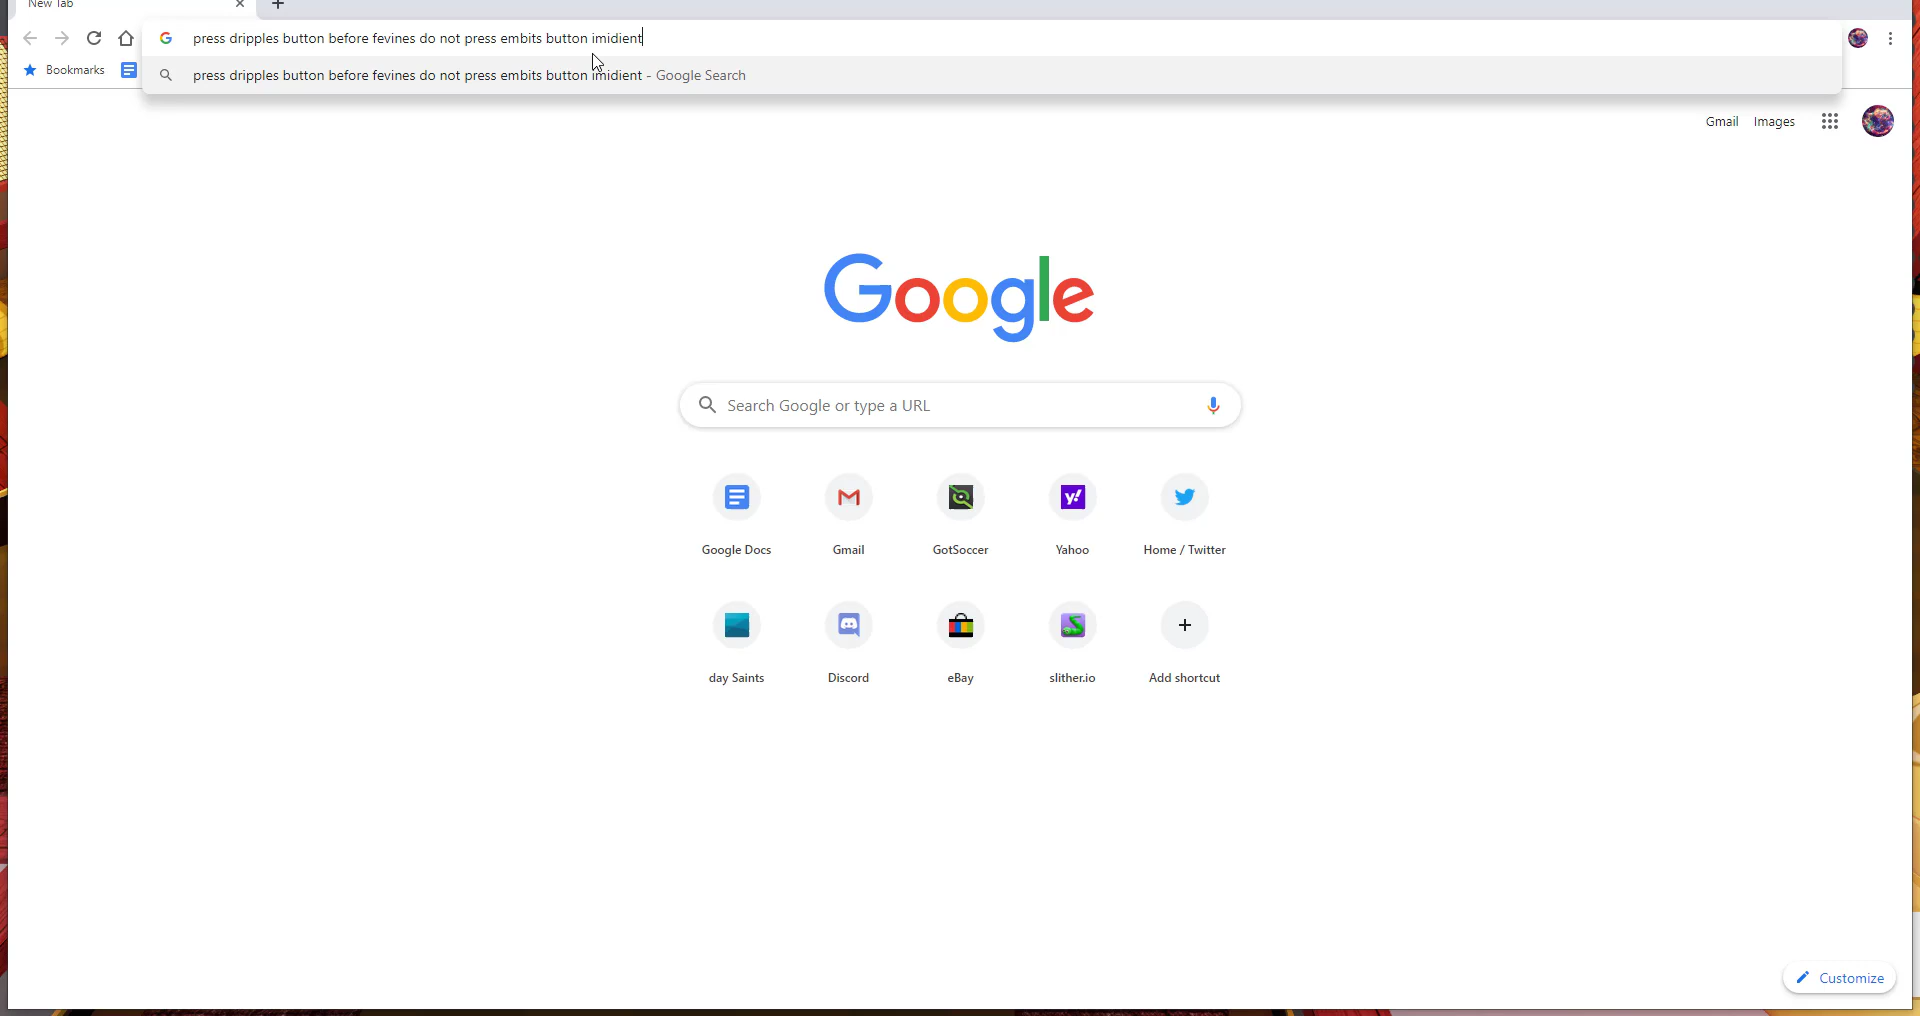 New Tab
press dripples button before fevines do not press embits button imidient
press dripples button before fevines do not press embits button imidient - Google Search
Bookmarks
Gmail Images
Google
Search Google or type a URL
Google Docs Gmail GotSoccer Yahoo Home / Twitter
day Saints Discord eBay slither.io Add shortcut
Customize